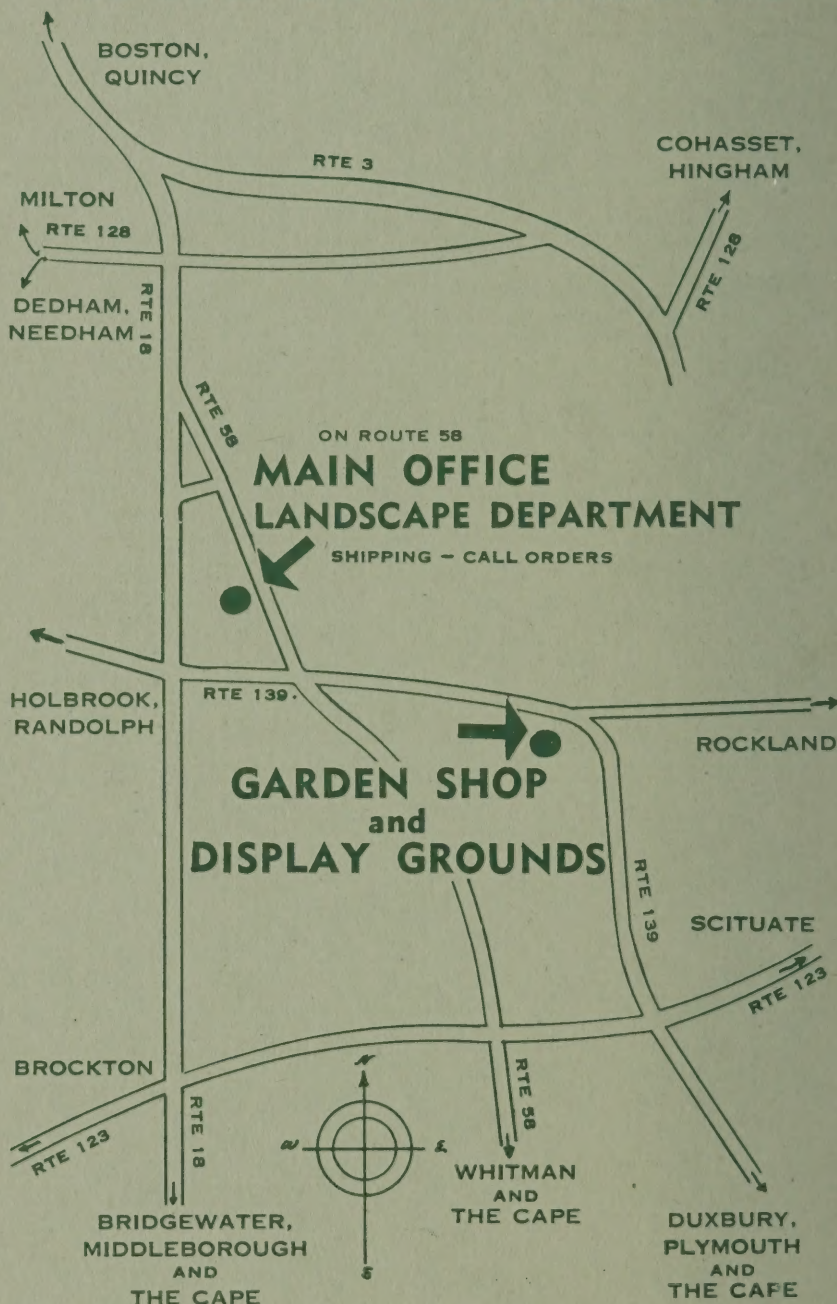 BOSTON,
QUINCY
RTE 3
COHASSET,
HINGHAM
MILTON
RTE 128
RTE 128
DEDHAM,
NEEDHAM
RTE 18
RTE 58
ON ROUTE 58
MAIN OFFICE
LANDSCAPE DEPARTMENT
SHIPPING – CALL ORDERS
HOLBROOK,
RANDOLPH
RTE 139.
ROCKLAND
GARDEN SHOP
and
DISPLAY GROUNDS
RTE 139
SCITUATE
RTE 123
BROCKTON
RTE 123
RTE 18
N
W
E
S
RTE 58
WHITMAN
AND
THE CAPE
BRIDGEWATER,
MIDDLEBOROUGH
AND
THE CAPE
DUXBURY,
PLYMOUTH
AND
THE CAPE